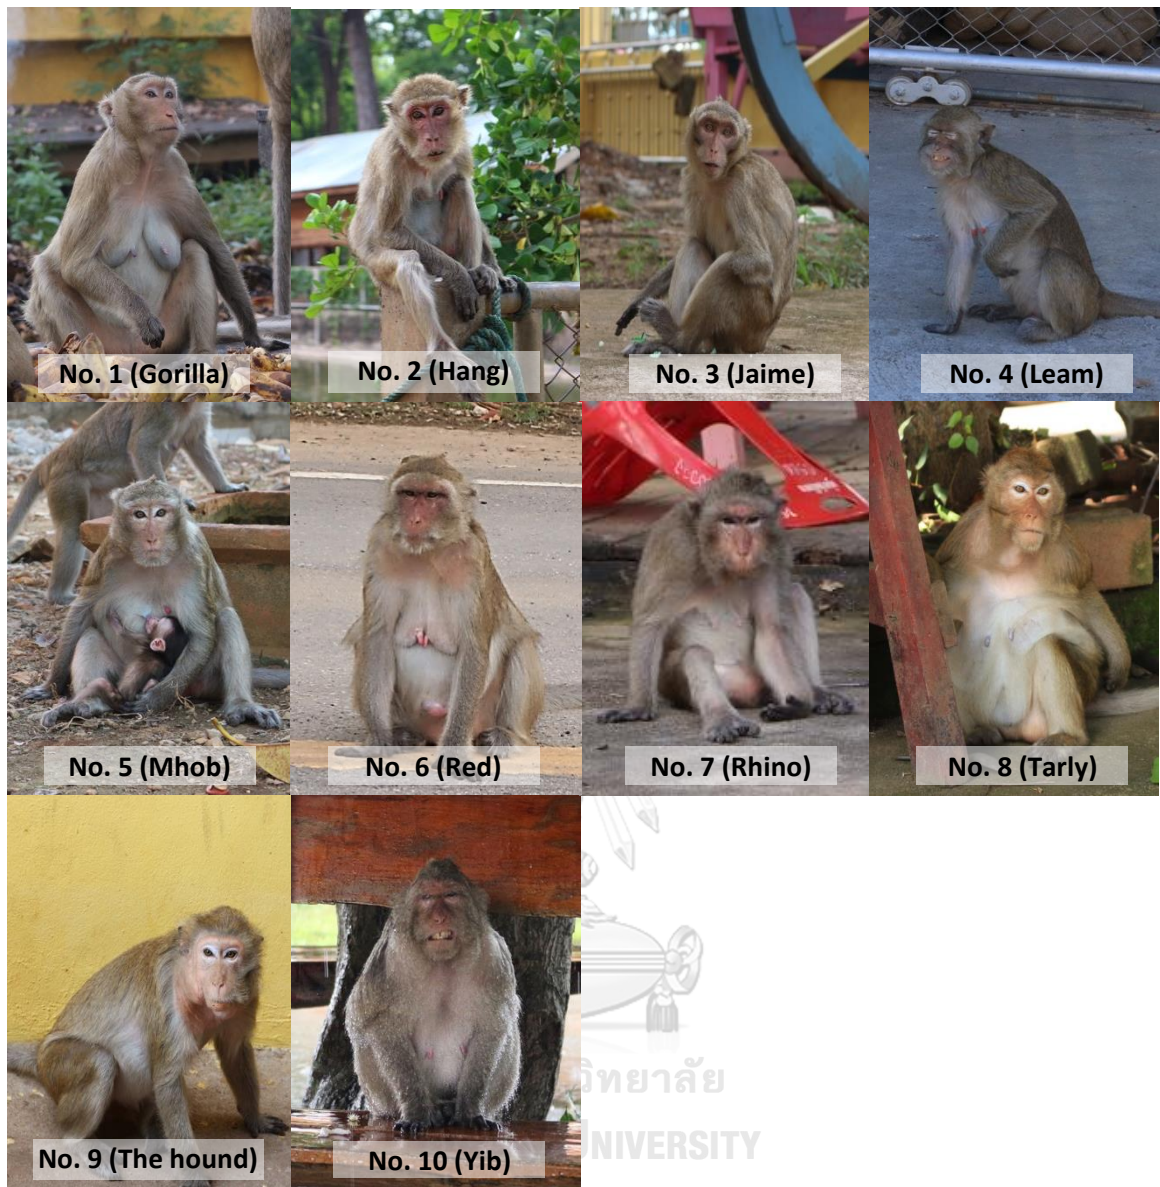 No. 1 (Gorilla)
No. 2 (Hang)
No. 3 (Jaime)
No. 4 (Leam)
No. 5 (Mhob)
No. 6 (Red)
No. 7 (Rhino)
No. 8 (Tarly)
No. 9 (The hound)
No. 10 (Yib)
วิทยาลัย
UNIVERSITY